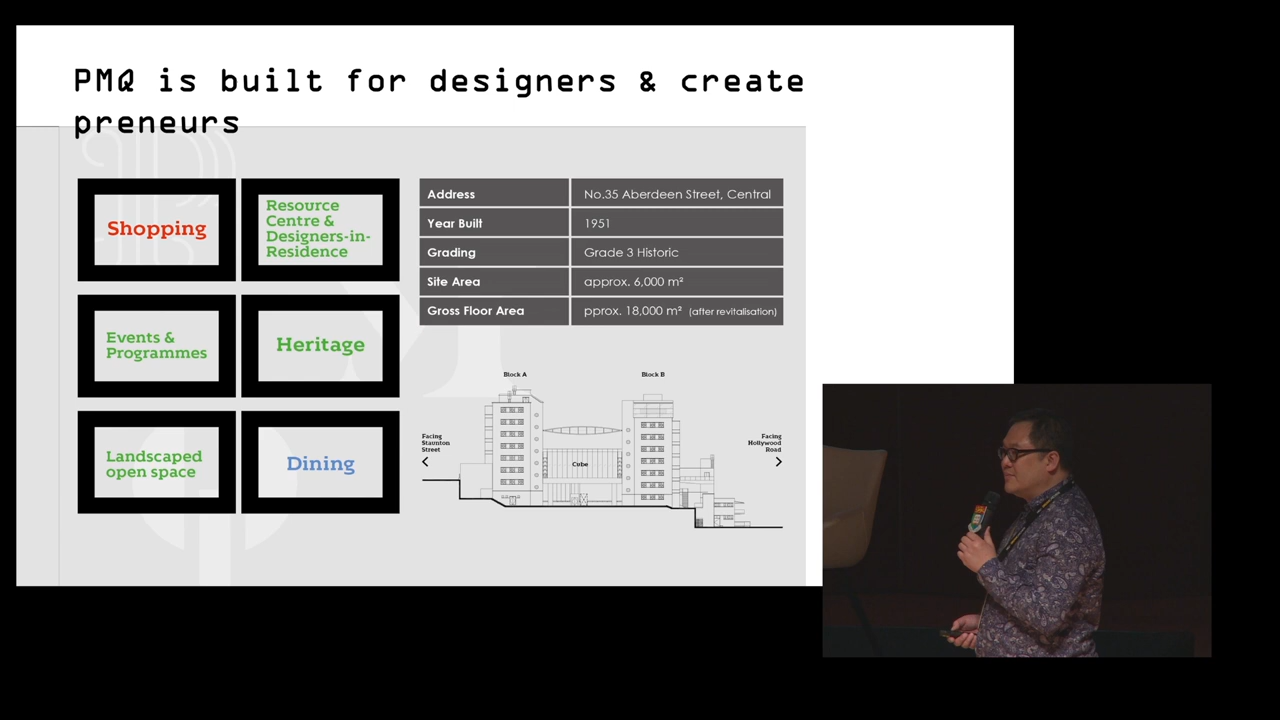 PMQ is built for designers & create
preneurs
Shopping
Resource
Centre &
Designers-in-
Residence
Events &
Programmes
Heritage
Landscaped
open space
Dining
Address No.35 Aberdeen Street, Central
Year Built 1951
Grading Grade 3 Historic
Site Area approx. 6,000 m²
Gross Floor Area pprox. 18,000 m² (after revitalisation)
Block A
Block B
Facing
Staunton
Street
Cube
Facing
Hollywood
Road